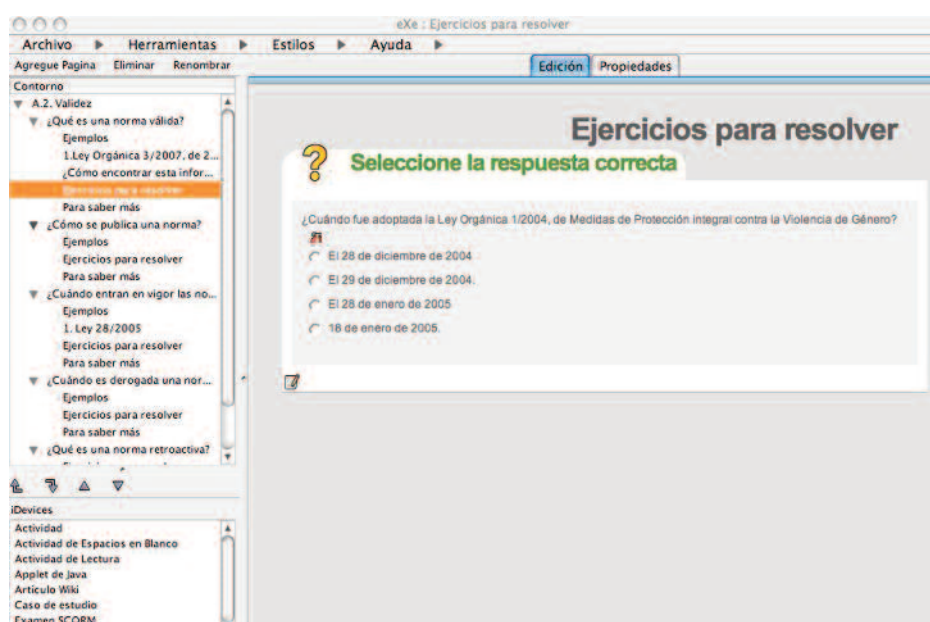 eXe : Ejercicios para resolver
Archivo Herramientas Estilos Ayuda
Agregue Pagina Eliminar Renombrar
Edición Propiedades
Contorno
A.2. Validez
¿Qué es una norma válida?
Ejemplos
1.Ley Orgánica 3/2007, de 2...
¿Cómo encontrar esta infor...
Ejercicios para resolver
Para saber más
¿Cómo se publica una norma?
Ejemplos
Ejercicios para resolver
Para saber más
¿Cuándo entran en vigor las no...
Ejemplos
1. Ley 28/2005
Ejercicios para resolver
Para saber más
¿Cuándo es derogada una nor...
Ejemplos
Ejercicios para resolver
Para saber más
¿Qué es una norma retroactiva?
iDevices
Actividad
Actividad de Espacios en Blanco
Actividad de Lectura
Applet de Java
Artículo Wiki
Caso de estudio
Examen SCORM
Ejercicios para resolver
Seleccione la respuesta correcta
¿Cuándo fue adoptada la Ley Orgánica 1/2004, de Medidas de Protección integral contra la Violencia de Género?
El 28 de diciembre de 2004
El 29 de diciembre de 2004.
El 28 de enero de 2005
18 de enero de 2005.